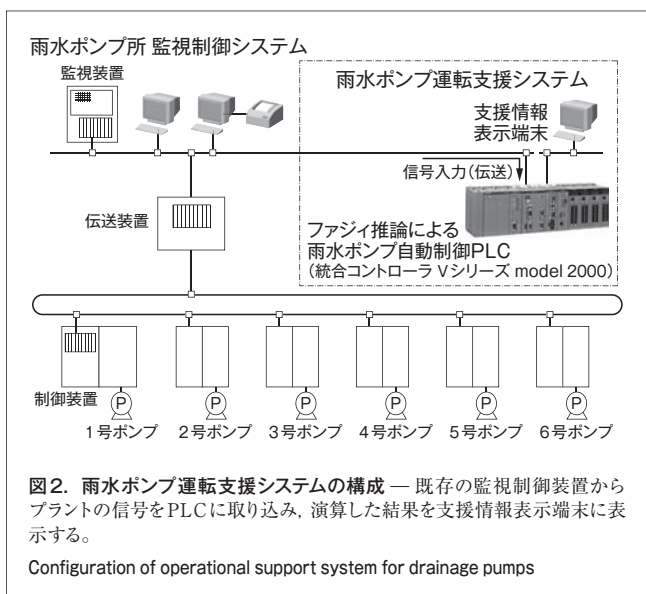 雨水ポンプ所 監視制御システム
監視装置
雨水ポンプ運転支援システム
支援情報
表示端末
信号入力(伝送)
伝送装置
ファジィ推論による
雨水ポンプ自動制御PLC
(統合コントローラ Vシリーズ model 2000)
制御装置
P P P P P P
1号ポンプ 2号ポンプ 3号ポンプ 4号ポンプ 5号ポンプ 6号ポンプ
図2. 雨水ポンプ運転支援システムの構成 — 既存の監視制御装置から
プラントの信号をPLCに取り込み, 演算した結果を支援情報表示端末に表
示する。
Configuration of operational support system for drainage pumps